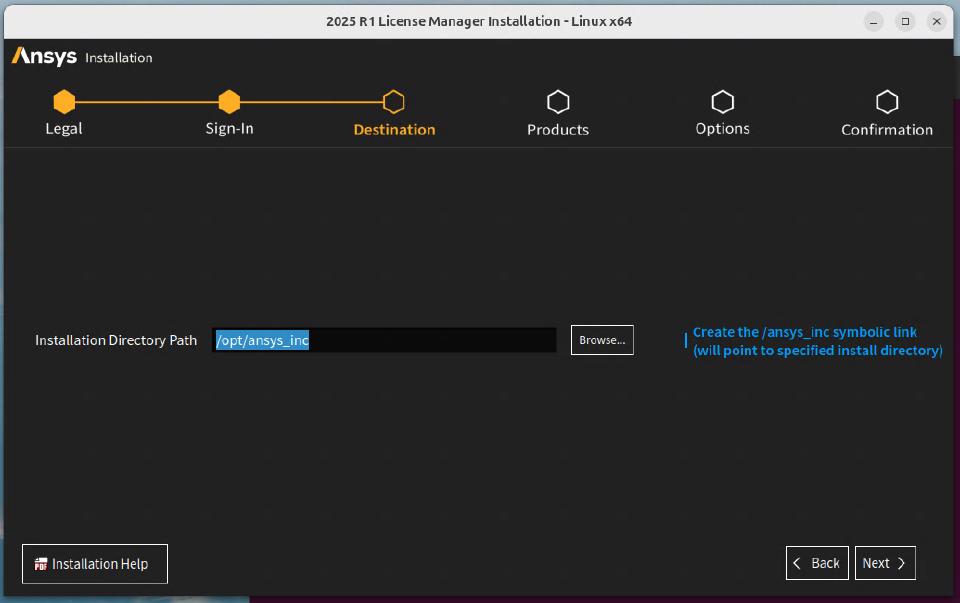 2025 R1 License Manager Installation - Linux x64
Ansys Installation
Legal
Sign-In
Destination
Products
Options
Confirmation
Installation Directory Path
/opt/ansys_inc
Browse...
Create the /ansys_inc symbolic link
(will point to specified install directory)
PDF Installation Help
Back
Next